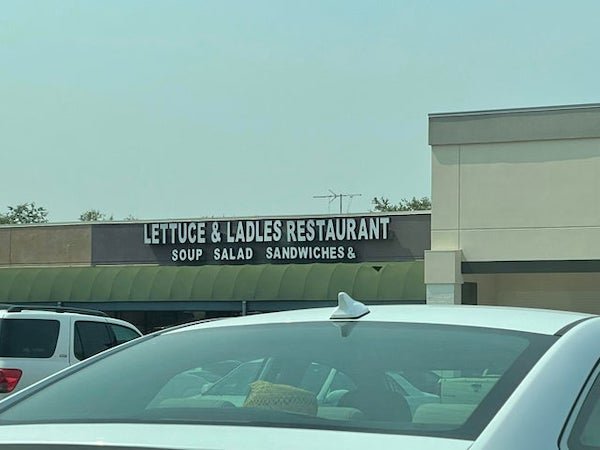 LETTUCE & LADLES RESTAURANT
SOUP SALAD SANDWICHES &